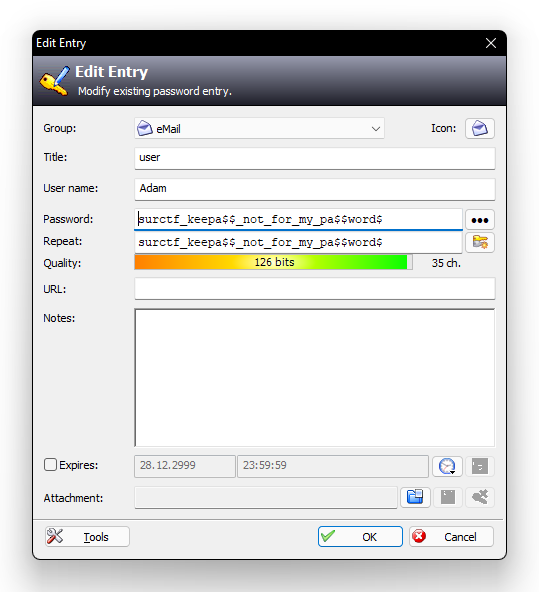 Edit Entry
Edit Entry
Modify existing password entry.
Group: eMail Icon:
Title: user
User name: Adam
Password: surctf_keepa$$_not_for_my_pa$$word$
Repeat: surctf_keepa$$_not_for_my_pa$$word$
Quality: 126 bits 35 ch.
URL:
Notes:
Expires: 28.12.2999 23:59:59
Attachment:
Tools OK Cancel